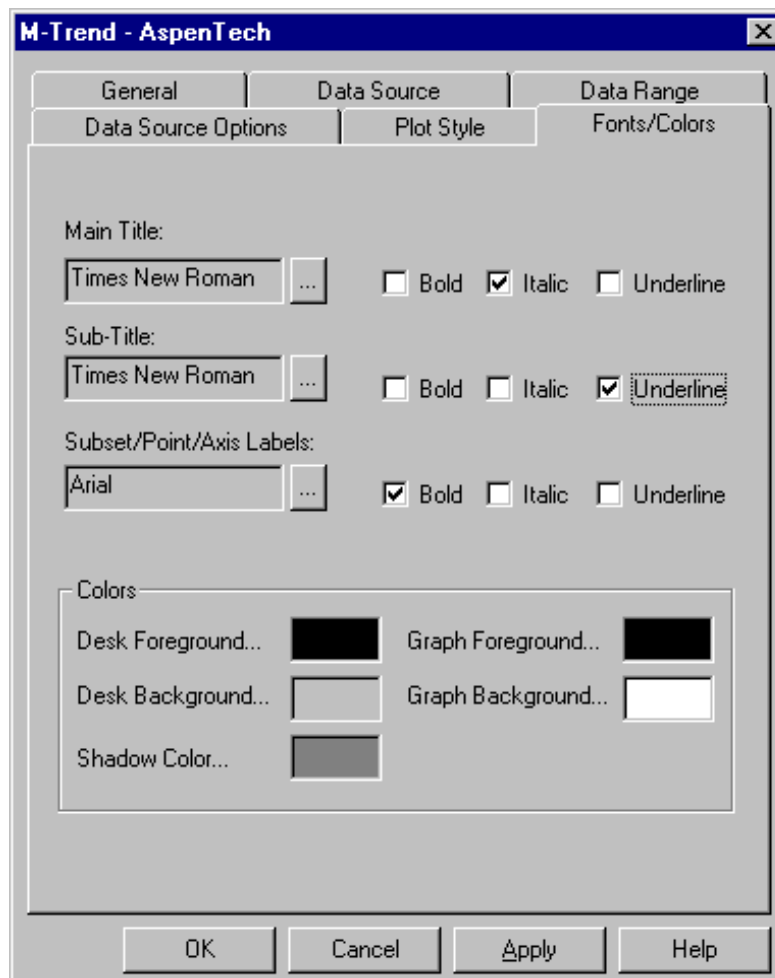 M-Trend - AspenTech
General Data Source Data Range
Data Source Options Plot Style Fonts/Colors
Main Title:
Times New Roman ... Bold Italic Underline
Sub-Title:
Times New Roman ... Bold Italic Underline
Subset/Point/Axis Labels:
Arial ... Bold Italic Underline
Colors
Desk Foreground... Graph Foreground...
Desk Background... Graph Background...
Shadow Color...
OK Cancel Apply Help